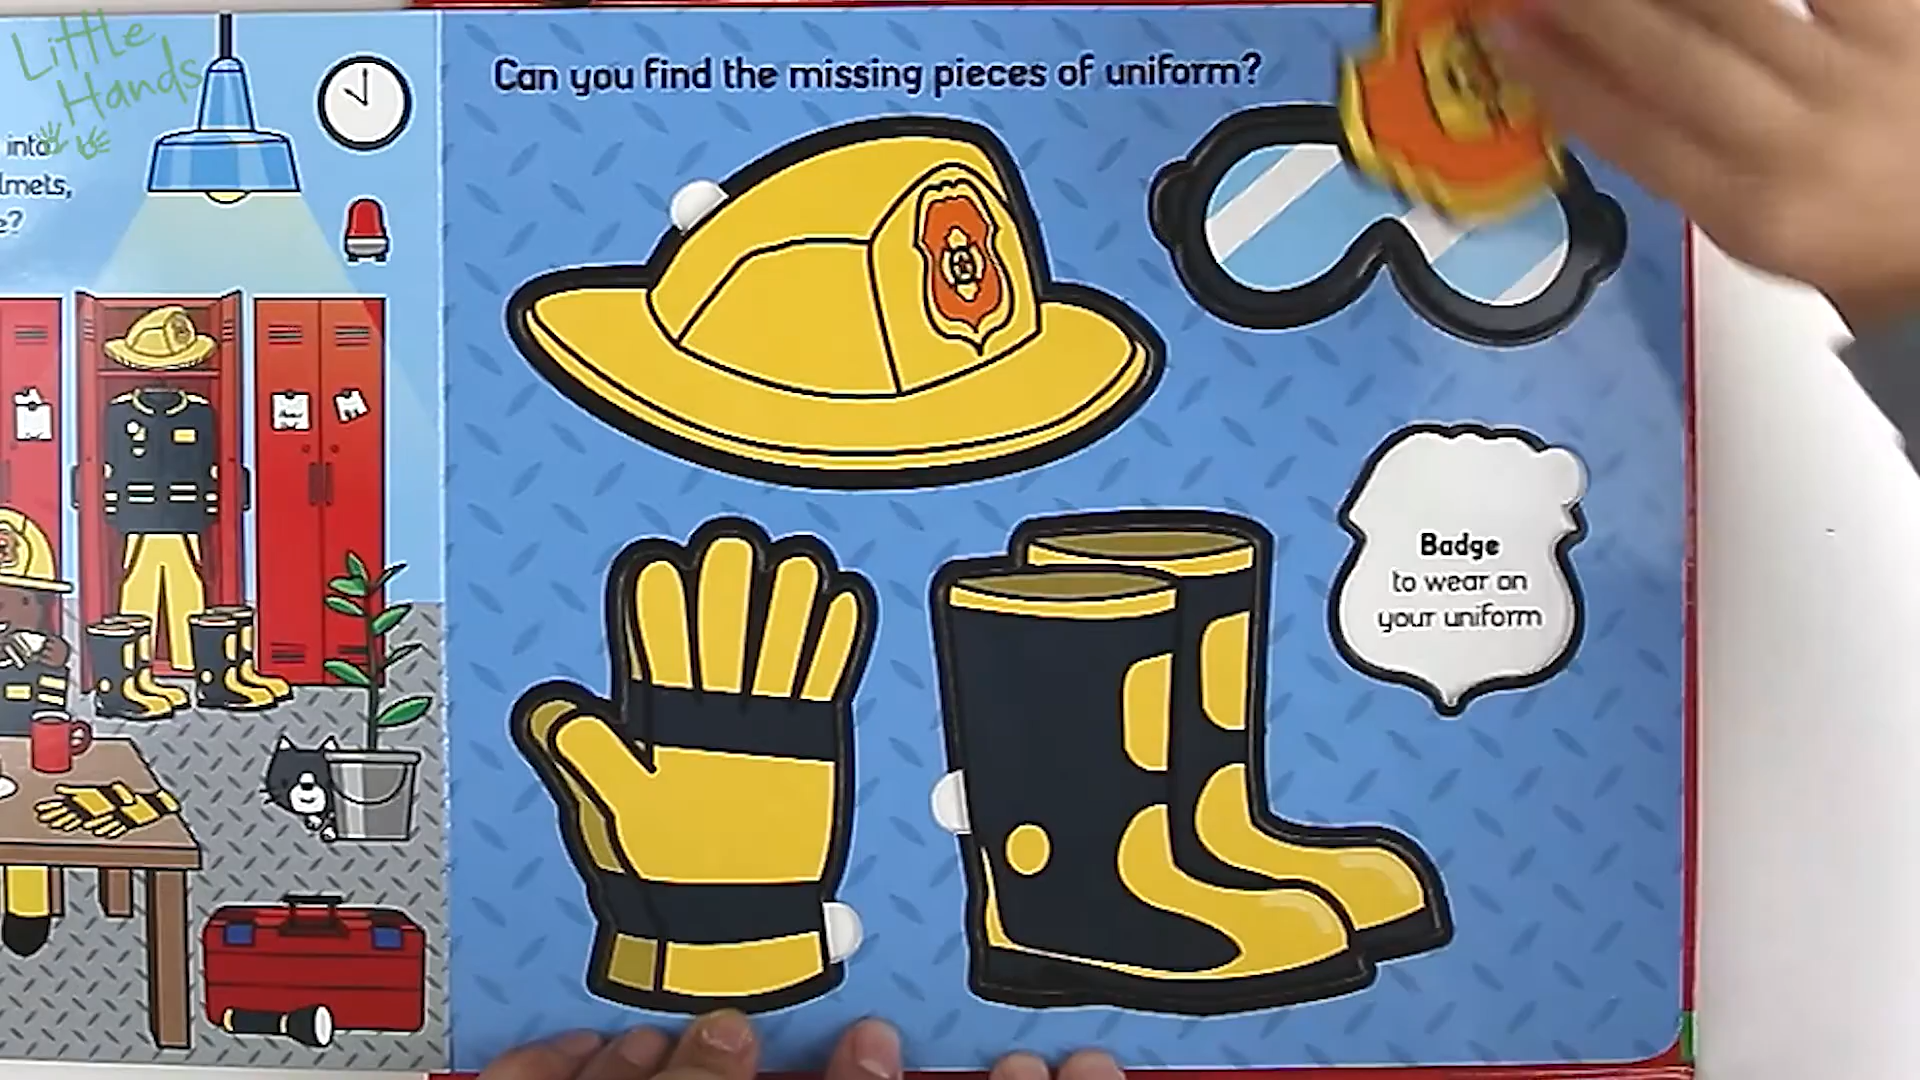 Little
Hands
into
lmets,
e?
Can you find the missing pieces of uniform?
Badge
to wear on
your uniform